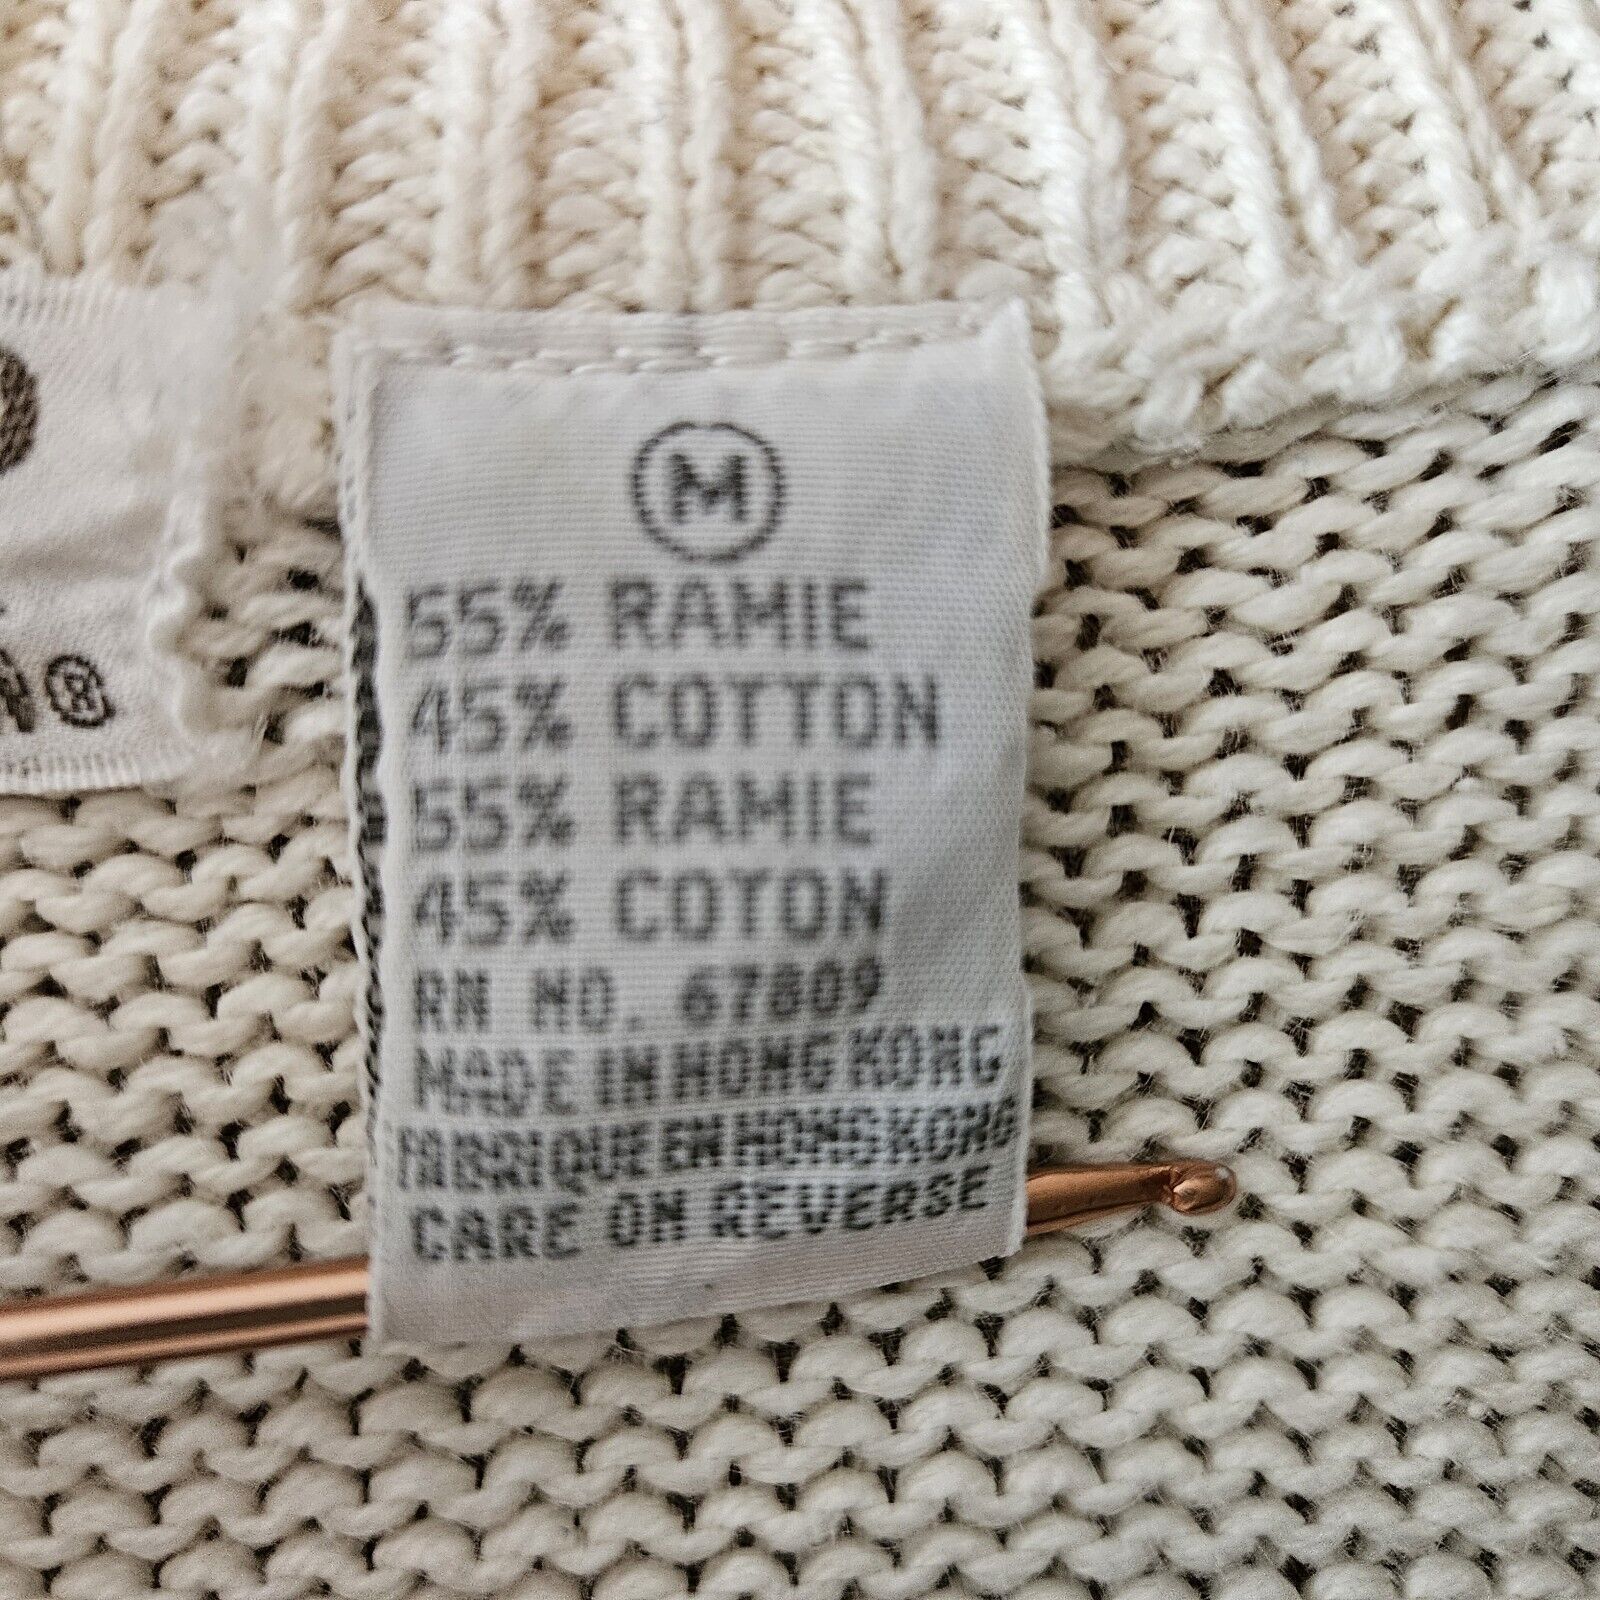 M
55% RAMIE
45% COTTON
55% RAMIE
45% COTON
RN NO. 67809
MADE IN HONG KONG
FABRIQUE EN HONG KONG
CARE ON REVERSE